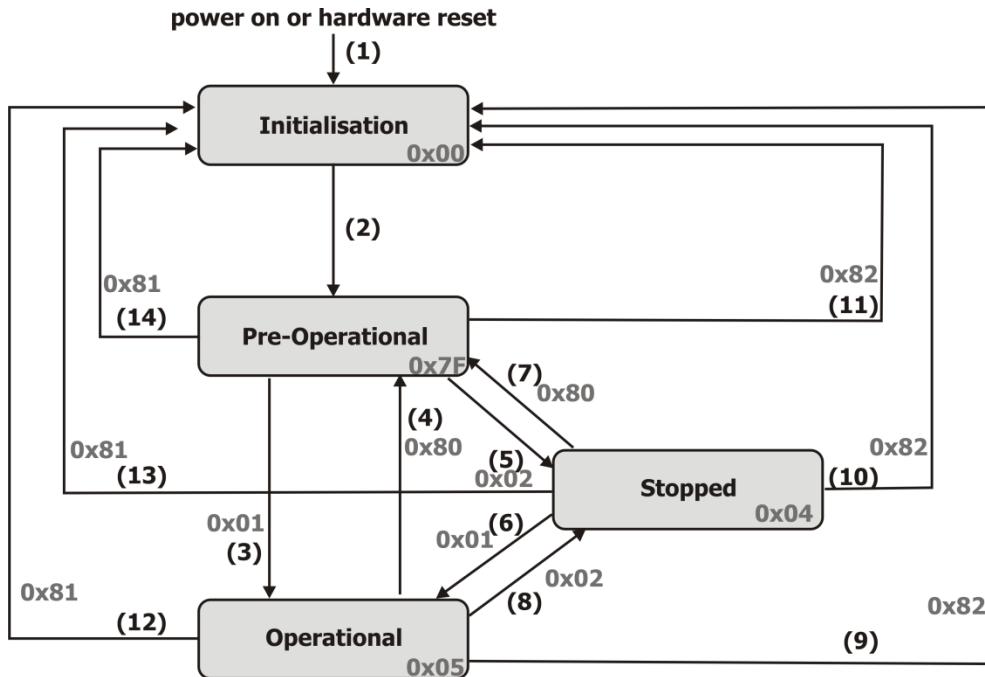 power on or hardware reset
(1)
Initialisation
0x00
(2)
0x81
0x82
(14)
(11)
Pre-Operational
0x7F
(7)
0x80
(4)
0x81
0x80
(5)
0x82
(13)
0x02
(10)
Stopped
0x04
0x01
(6)
0x01
(3)
0x02
0x81
(8)
0x82
(12)
Operational
(9)
0x05